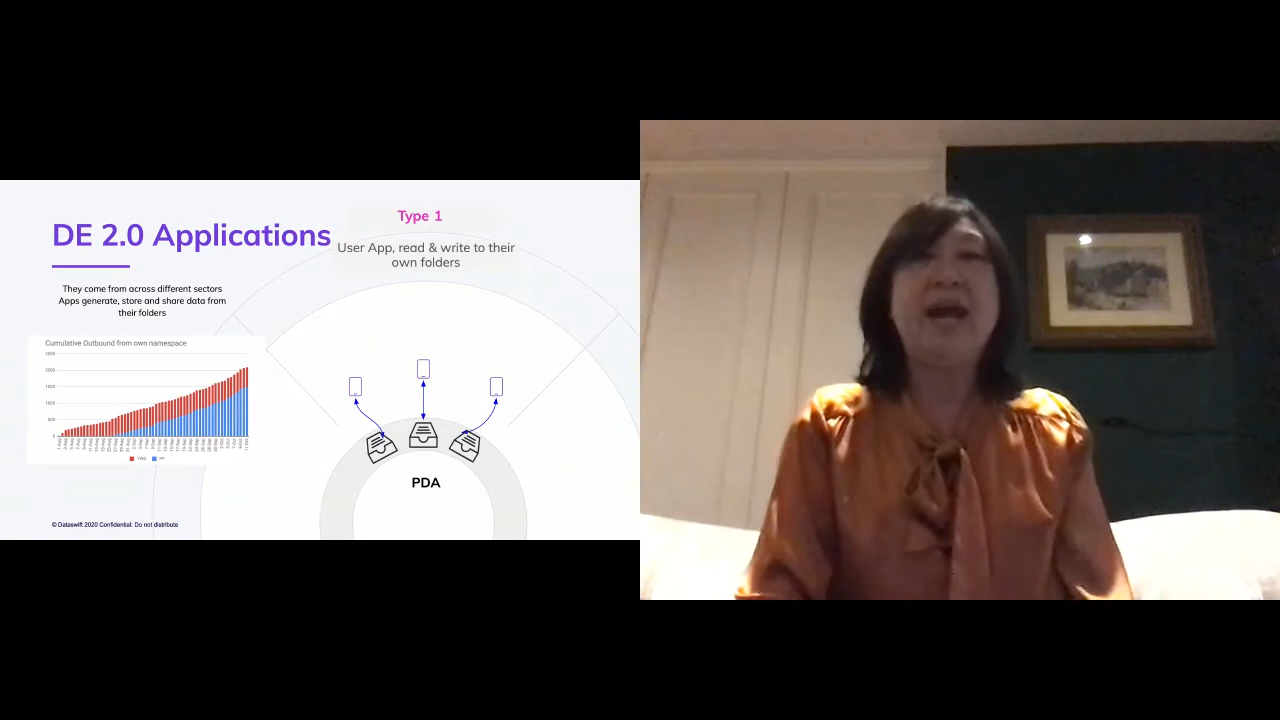 DE 2.0 Applications
They come from across different sectors
Apps generate, store and share data from
their folders
Type 1
User App, read & write to their
own folders
Cumulative Outbound from own namespace
PDA
© Dataswift 2020 Confidential: Do not distribute